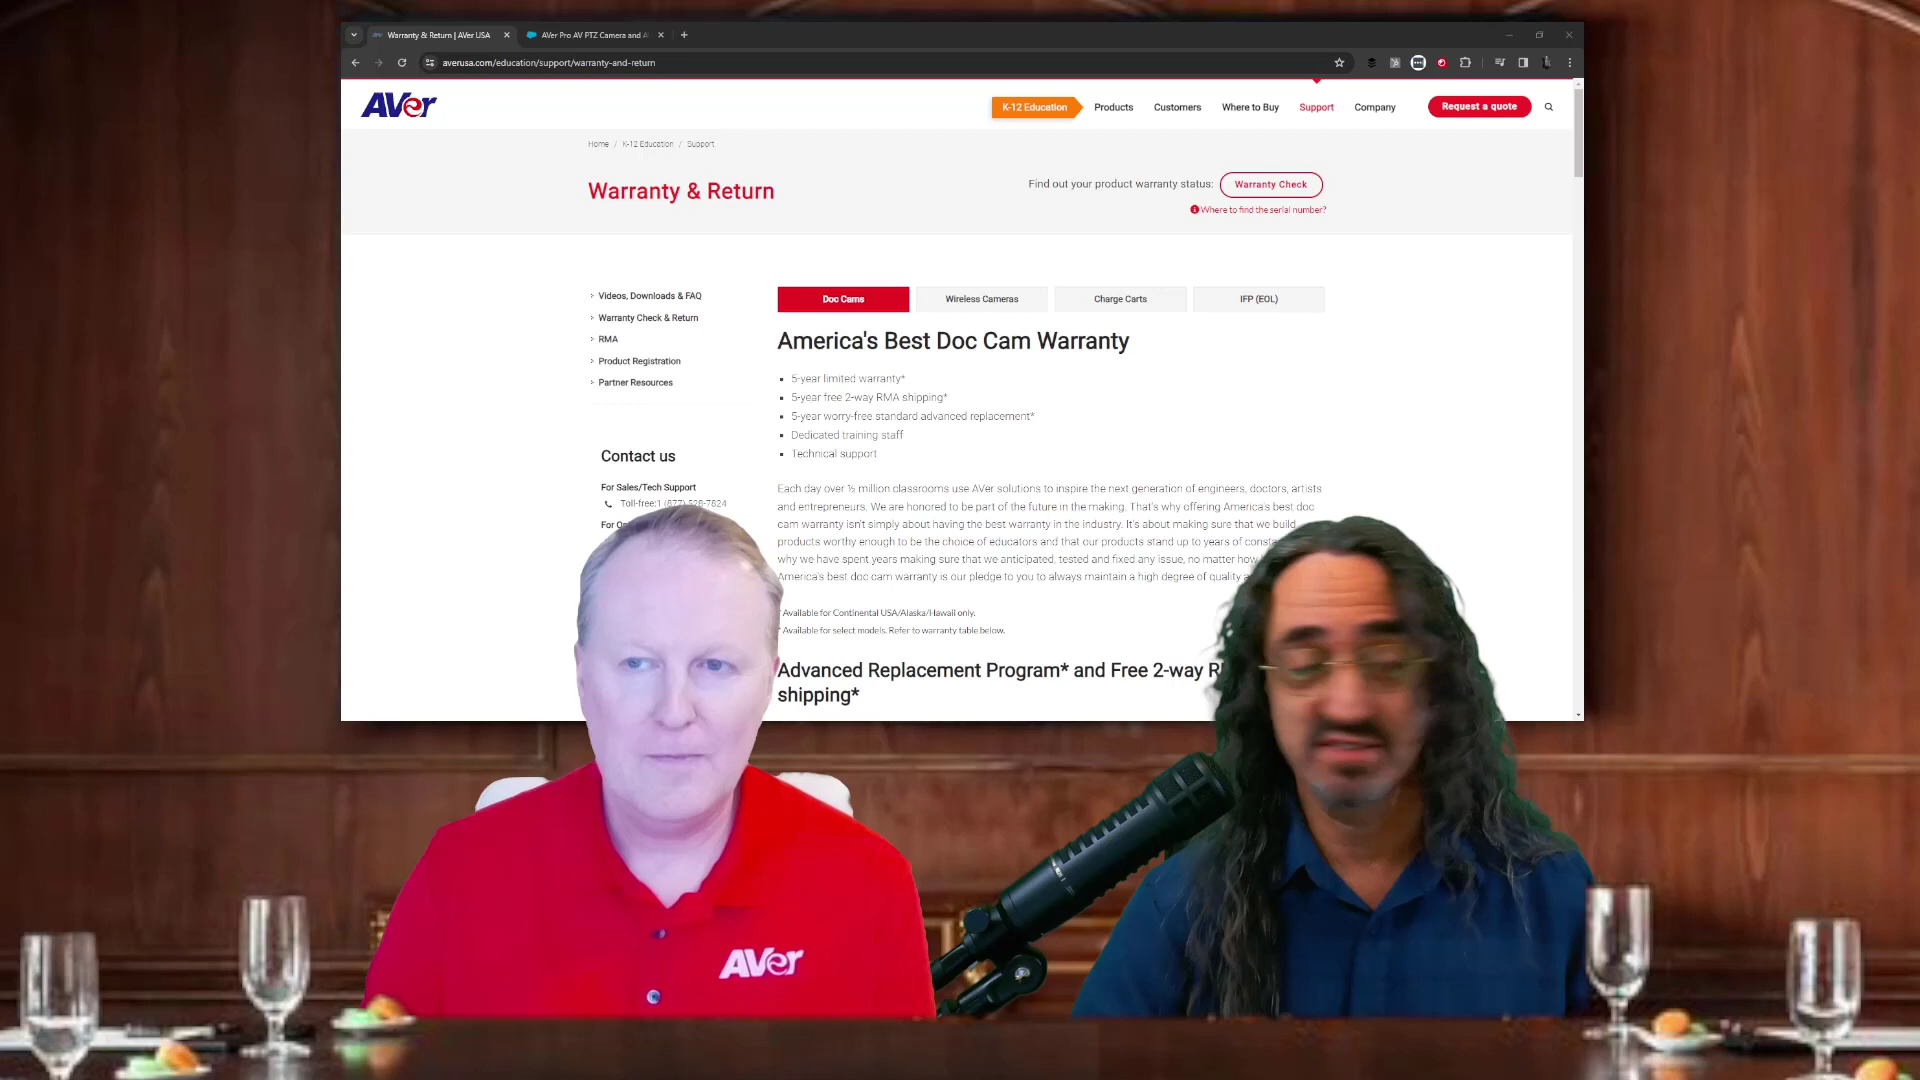 Warranty & Return | AVer USA
AVer Pro AV PTZ Camera and A
averusa.com/education/support/warranty-and-return
AVer
K-12 Education
Products
Customers
Where to Buy
Support
Company
Request a quote
Home / K-12 Education / Support
Warranty & Return
Find out your product warranty status:
Warranty Check
Where to find the serial number?
Videos, Downloads & FAQ
Warranty Check & Return
RMA
Product Registration
Partner Resources
Contact us
For Sales/Tech Support
Toll-free:1 (877) 528-7824
Doc Cams
Wireless Cameras
Charge Carts
IFP (EOL)
America's Best Doc Cam Warranty
5-year limited warranty*
5-year free 2-way RMA shipping*
5-year worry-free standard advanced replacement*
Dedicated training staff
Technical support
Each day over ½ million classrooms use AVer solutions to inspire the next generation of engineers, doctors, artists
and entrepreneurs. We are honored to be part of the future in the making. That's why offering America's best doc
cam warranty isn't simply about having the best warranty in the industry. It's about making sure that we build
products worthy enough to be the choice of educators and that our products stand up to years of
why we have spent years making sure that we anticipated, tested and fixed any issue, no matter how
America's best doc cam warranty is our pledge to you to always maintain a high degree of quality
* Available for Continental USA/Alaska/Hawaii only.
* Available for select models. Refer to warranty table below.
Advanced Replacement Program* and Free 2-way
shipping*
AVer